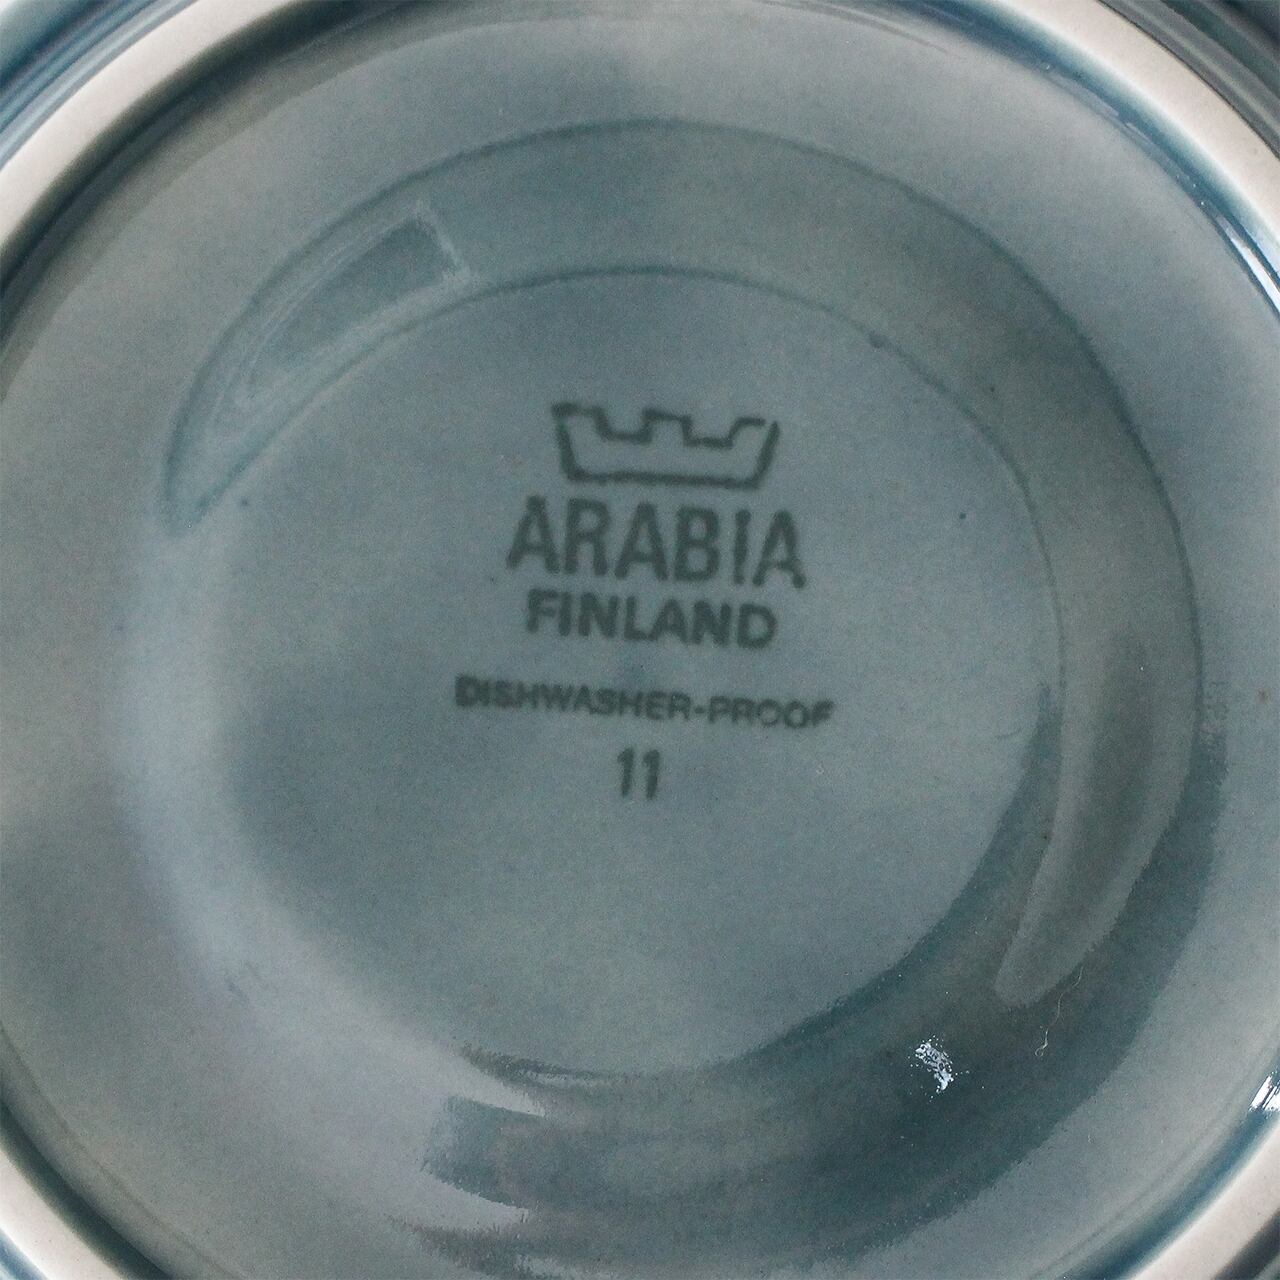 ARABIA
FINLAND
DISHWASHER-PROOF
11